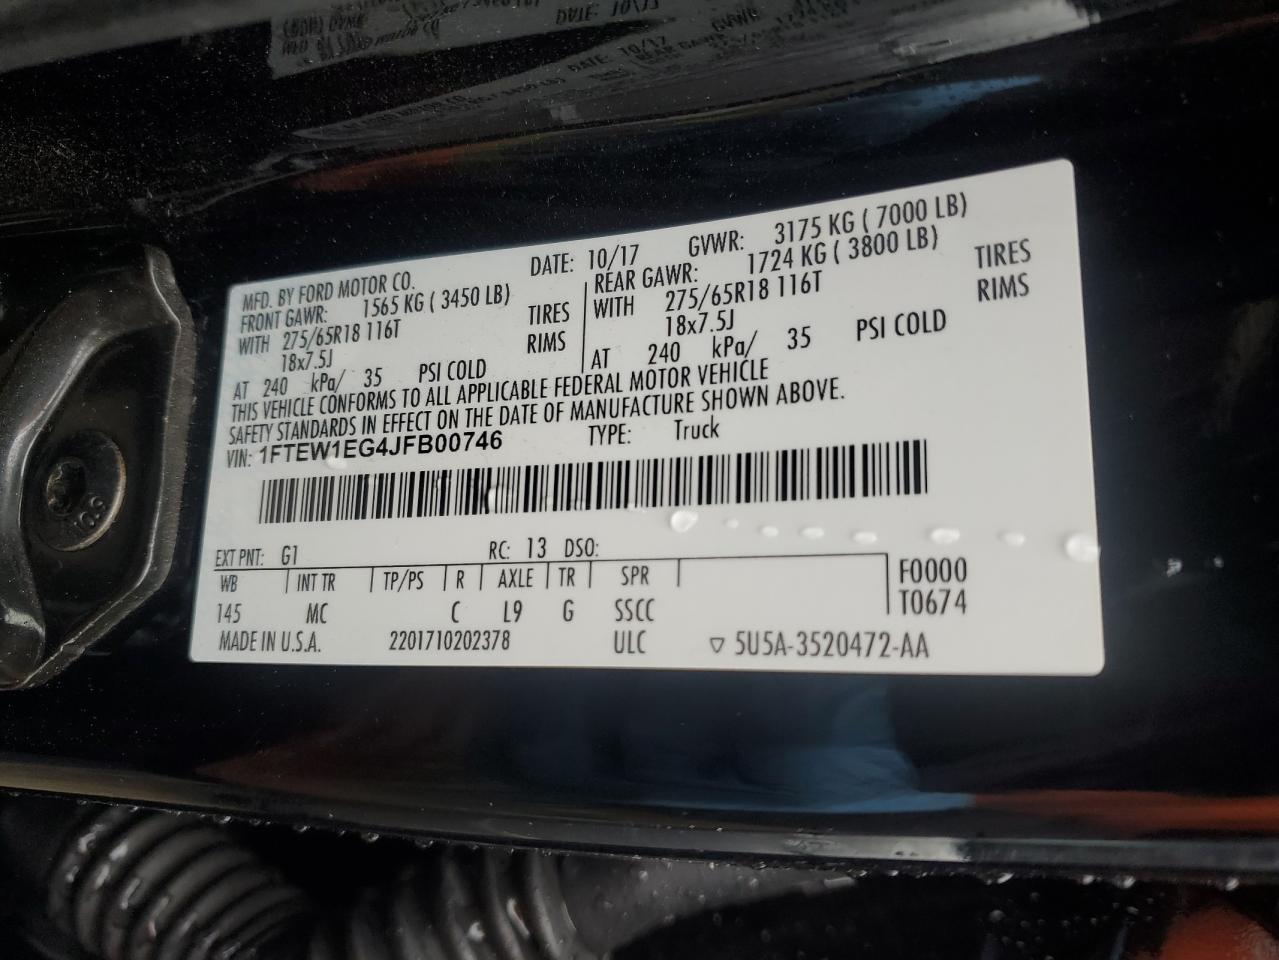 MFD. BY FORD MOTOR CO. DATE: 10/17 GVWR: 3175 KG ( 7000 LB)
FRONT GAWR: 1565 KG ( 3450 LB) REAR GAWR: 1724 KG ( 3800 LB)
WITH 275/65R18 116T TIRES WITH 275/65R18 116T TIRES
18x7.5J RIMS 18x7.5J RIMS
AT 240 kPa/ 35 PSI COLD AT 240 kPa/ 35 PSI COLD
THIS VEHICLE CONFORMS TO ALL APPLICABLE FEDERAL MOTOR VEHICLE
SAFETY STANDARDS IN EFFECT ON THE DATE OF MANUFACTURE SHOWN ABOVE.
VIN: 1FTEW1EG4JFB00746 TYPE: Truck
EXT PNT: G1 RC: 13 DSO:
WB INT TR TP/PS R AXLE TR SPR F0000
145 MC C L9 G SSCC T0674
MADE IN U.S.A. 2201710202378 ULC ▽ 5U5A-3520472-AA
10.9